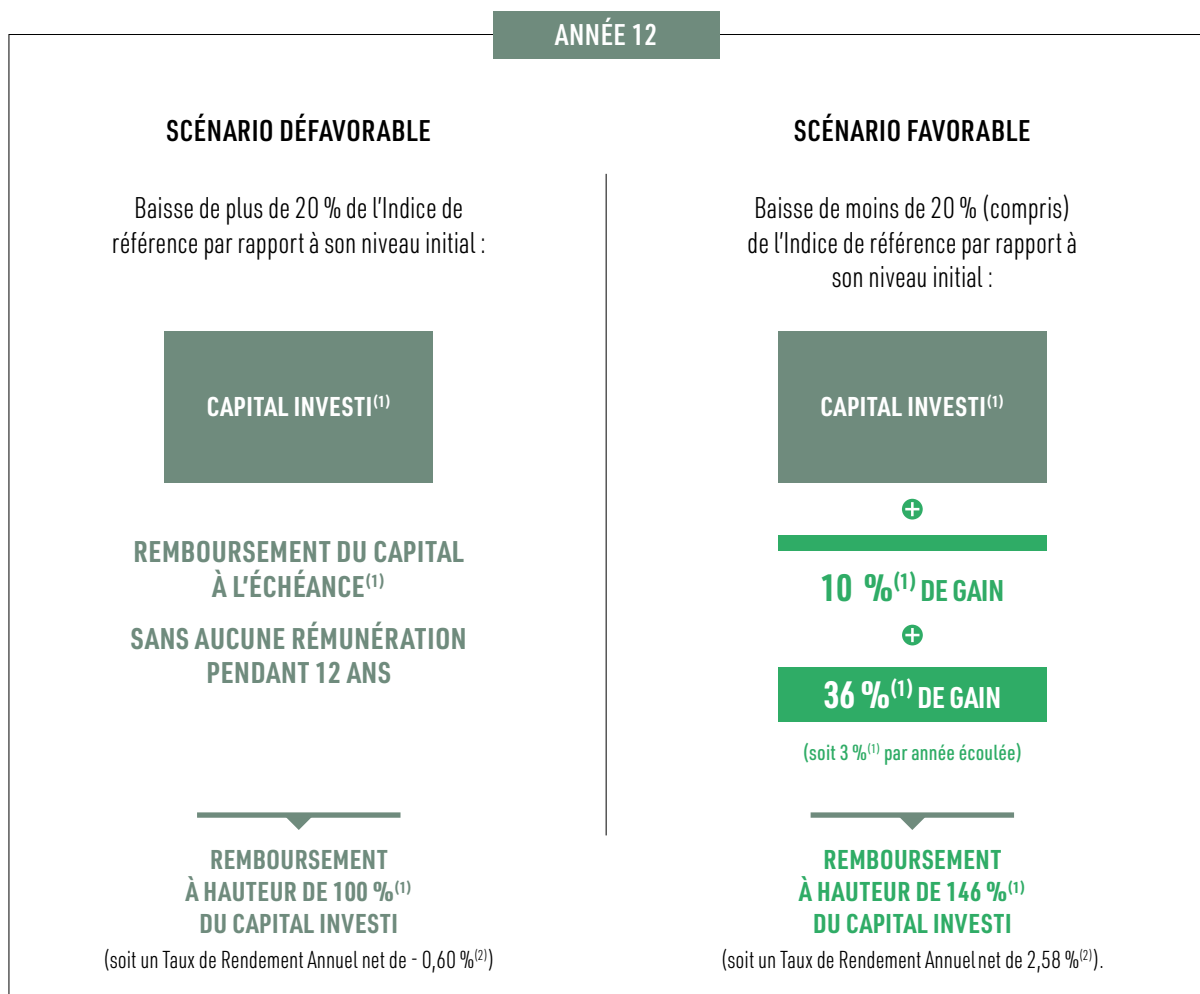 ANNÉE 12
SCÉNARIO DÉFAVORABLE
Baisse de plus de 20 % de l'Indice de
référence par rapport à son niveau initial :
CAPITAL INVESTI(1)
REMBOURSEMENT DU CAPITAL
À L'ÉCHÉANCE(1)
SANS AUCUNE RÉMUNÉRATION
PENDANT 12 ANS
REMBOURSEMENT
À HAUTEUR DE 100 %(1)
DU CAPITAL INVESTI
(soit un Taux de Rendement Annuel net de - 0,60 %(2))
SCÉNARIO FAVORABLE
Baisse de moins de 20 % (compris)
de l'Indice de référence par rapport à
son niveau initial :
CAPITAL INVESTI(1)
+
10 %(1) DE GAIN
+
36 %(1) DE GAIN
(soit 3 %(1) par année écoulée)
REMBOURSEMENT
À HAUTEUR DE 146 %(1)
DU CAPITAL INVESTI
(soit un Taux de Rendement Annuel net de 2,58 %(2)).